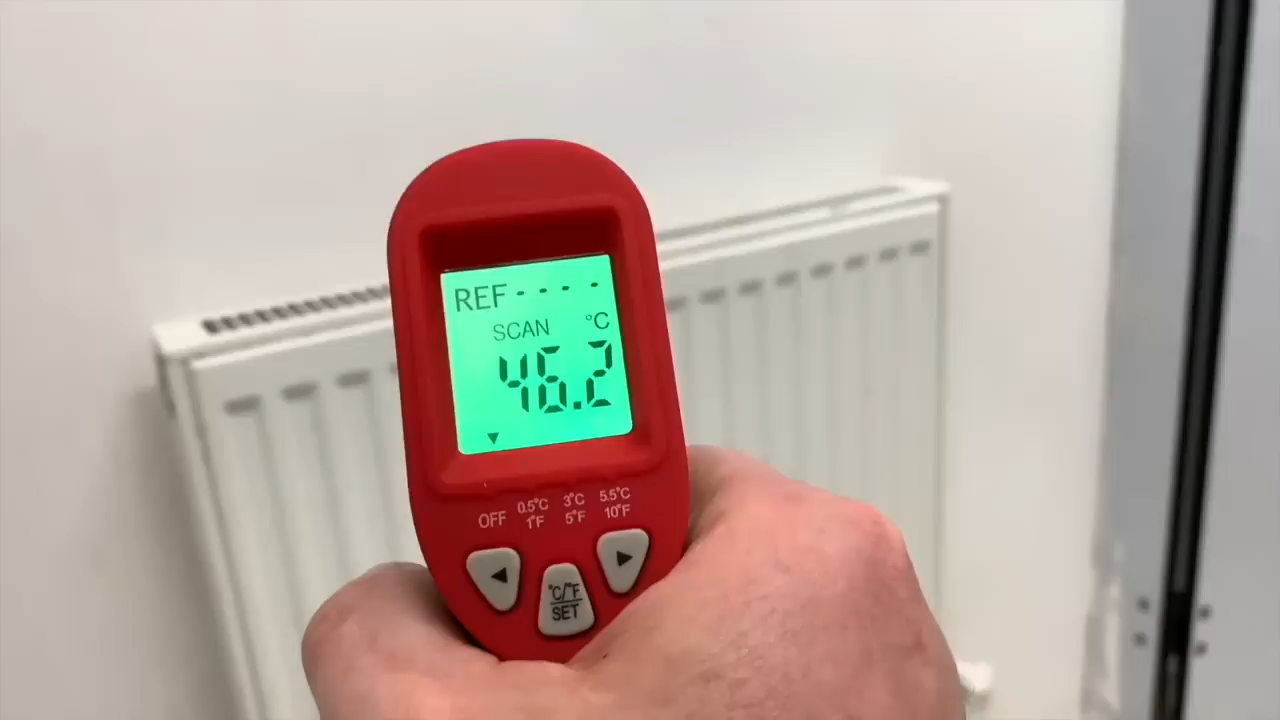 REF - - - -
SCAN °C
46.2
▼
OFF 0.5°C 1°F 3°C 5°F 5.5°C 10°F
◀ ▶
°C/°F
SET